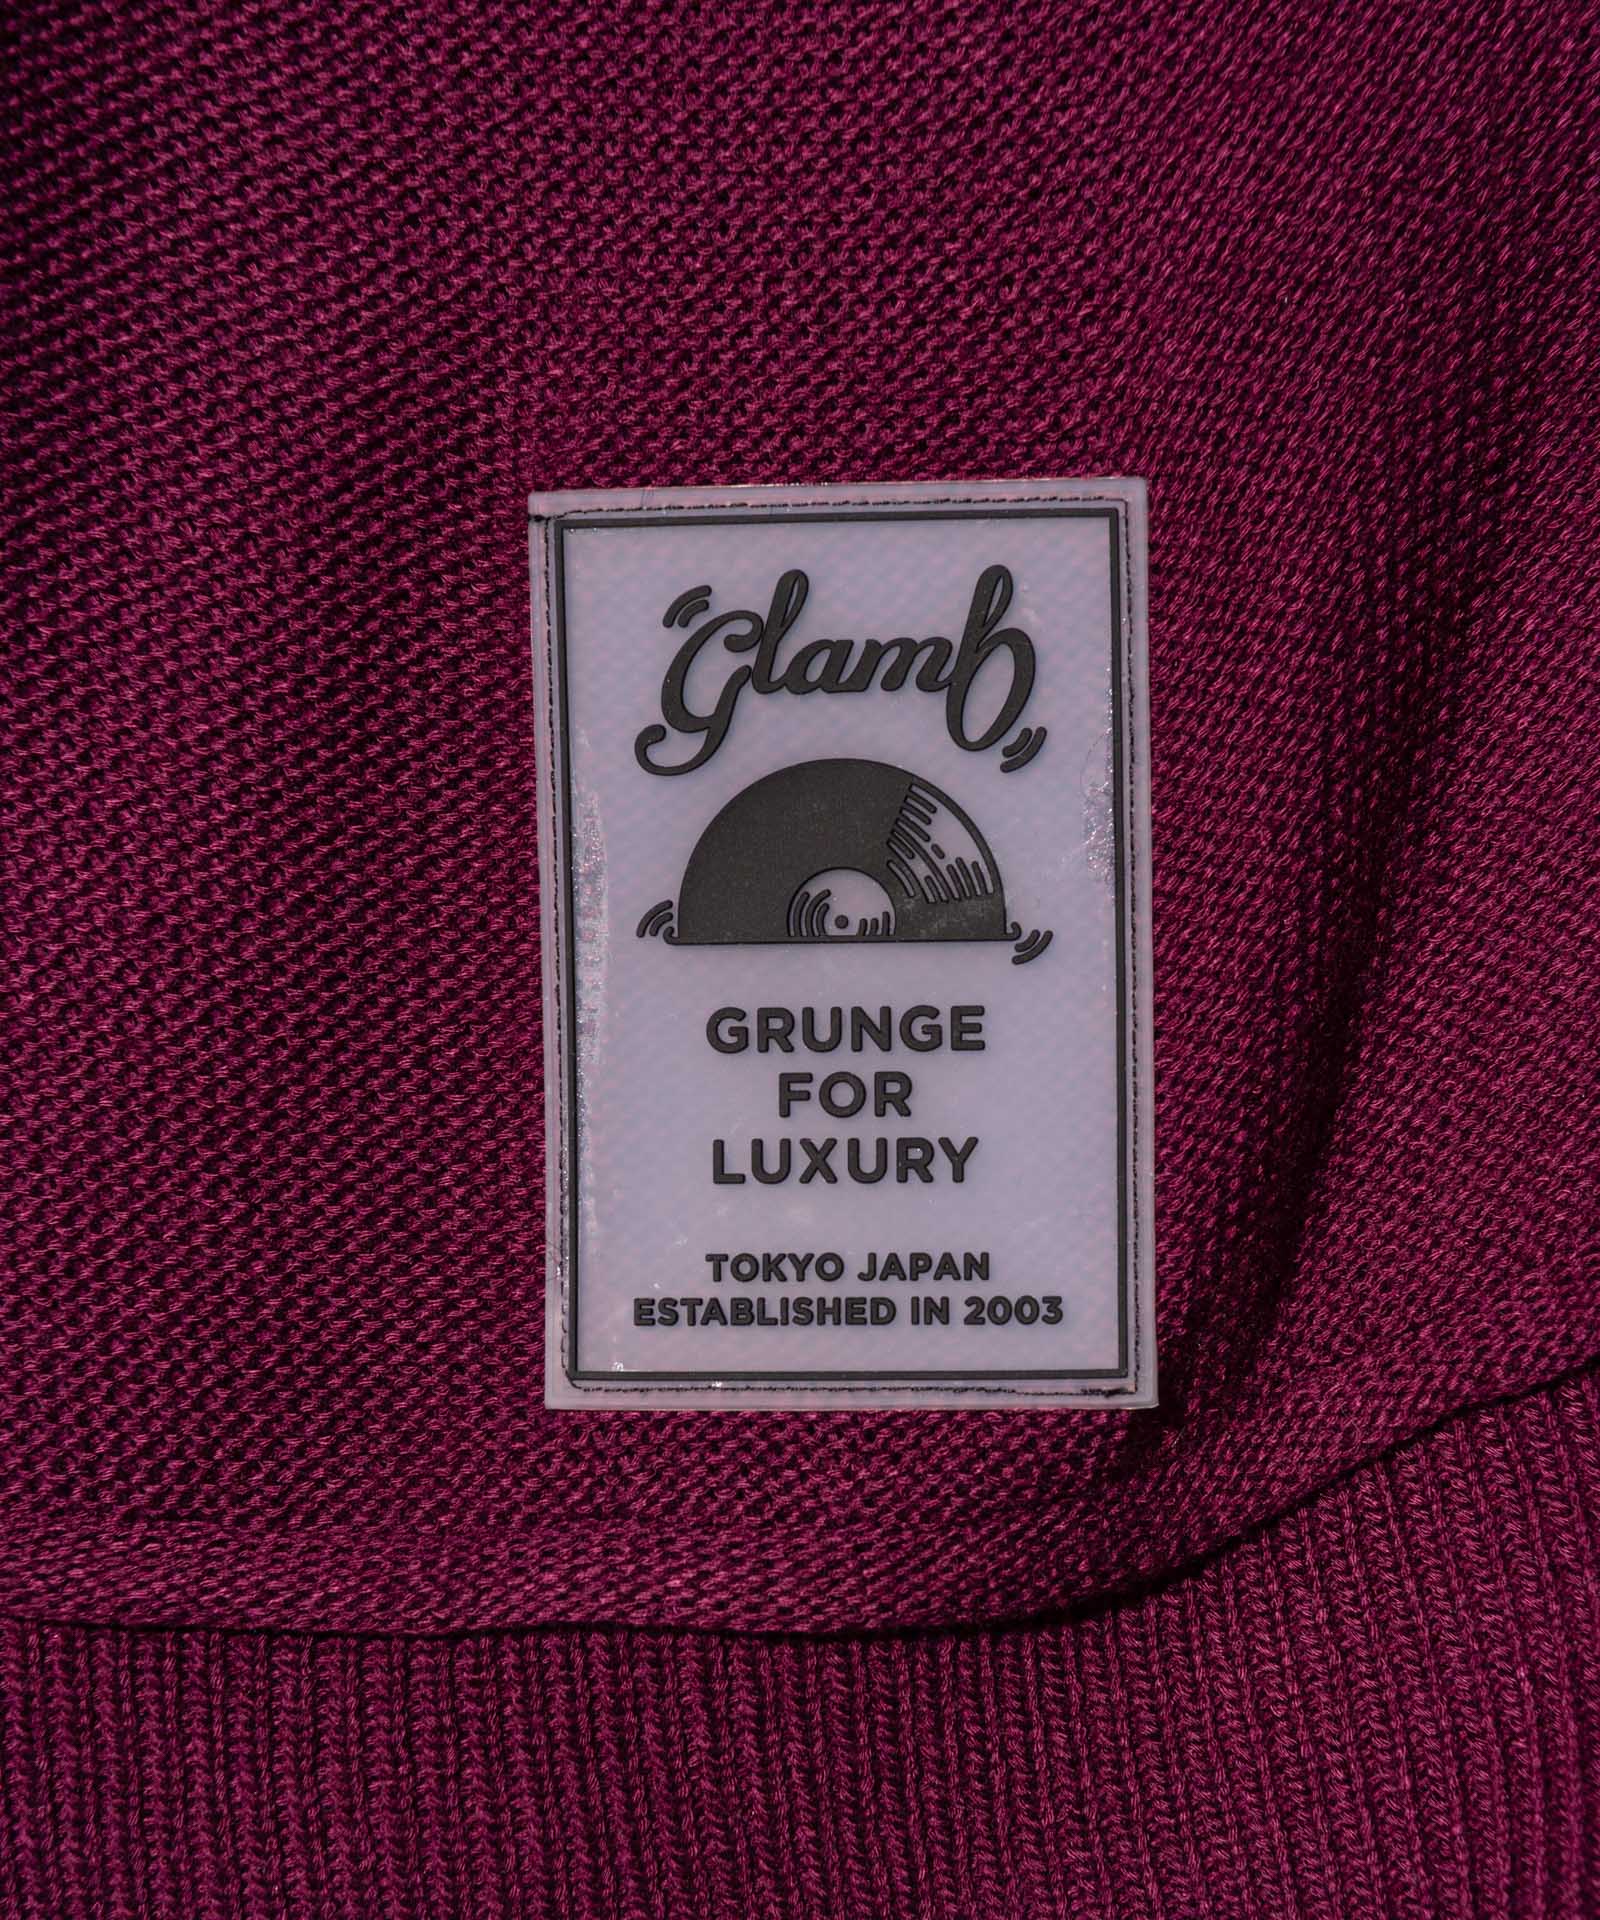 glamb
GRUNGE
FOR
LUXURY
TOKYO JAPAN
ESTABLISHED IN 2003